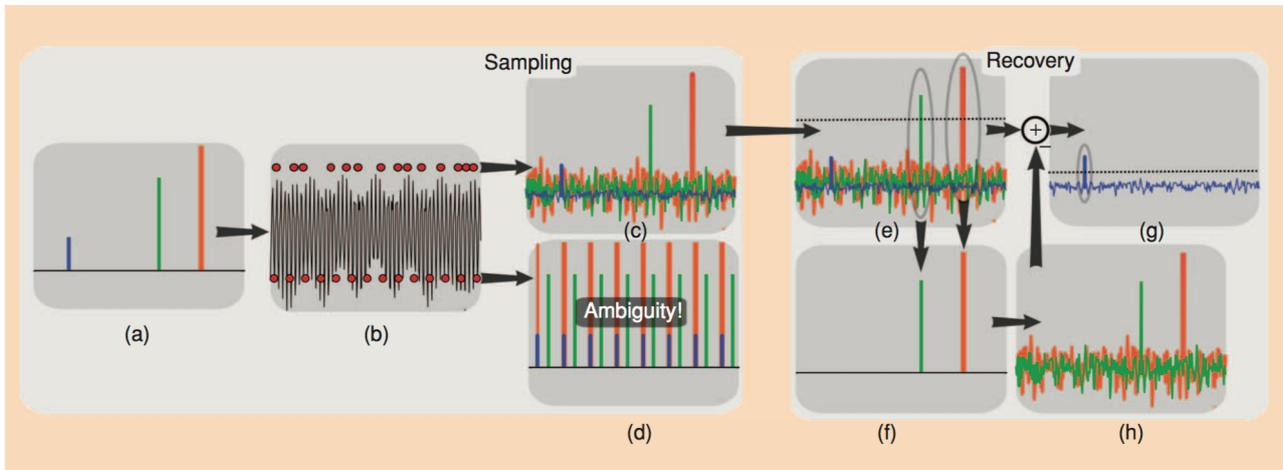 Sampling
Recovery
+
–
(c)
(e)
(g)
Ambiguity!
(a)
(b)
(d)
(f)
(h)